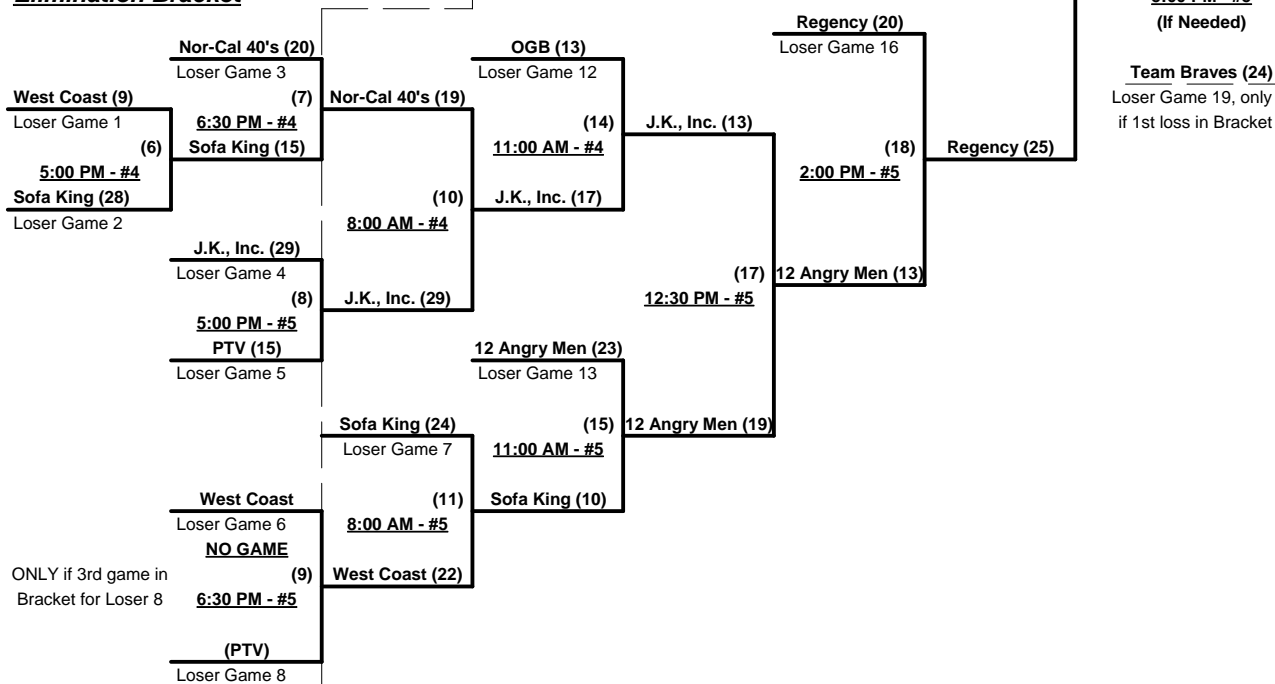 Elimination Bracket
(If Needed)
Regency (20)
Loser Game 16
Nor-Cal 40's (20)
Loser Game 3
OGB (13)
Loser Game 12
Team Braves (24)
Loser Game 19, only
if 1st loss in Bracket
West Coast (9)
Loser Game 1
(7)
6:30 PM - #4
Nor-Cal 40's (19)
(14)
11:00 AM - #4
J.K., Inc. (13)
(6)
5:00 PM - #4
Sofa King (15)
(18)
2:00 PM - #5
Regency (25)
Sofa King (28)
Loser Game 2
(10)
8:00 AM - #4
J.K., Inc. (17)
J.K., Inc. (29)
Loser Game 4
(17)
12:30 PM - #5
12 Angry Men (13)
(8)
5:00 PM - #5
J.K., Inc. (29)
PTV (15)
Loser Game 5
12 Angry Men (23)
Loser Game 13
Sofa King (24)
Loser Game 7
(15)
11:00 AM - #5
12 Angry Men (19)
West Coast
Loser Game 6
NO GAME
(11)
8:00 AM - #5
Sofa King (10)
ONLY if 3rd game in
Bracket for Loser 8
(9)
6:30 PM - #5
West Coast (22)
(PTV)
Loser Game 8